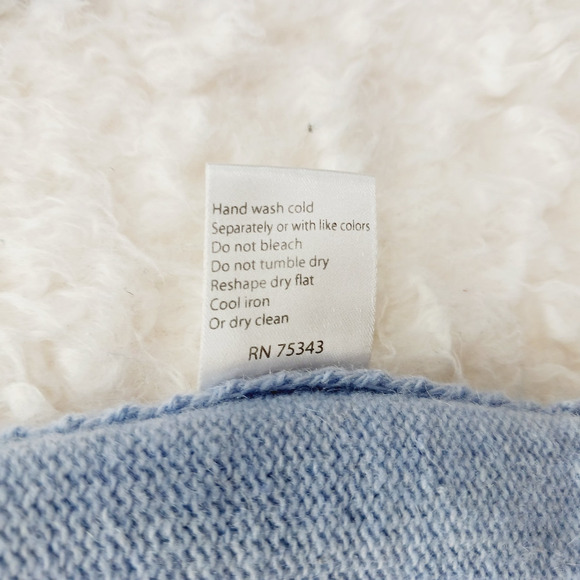 Hand wash cold
Separately or with like colors
Do not bleach
Do not tumble dry
Reshape dry flat
Cool iron
Or dry clean
RN 75343